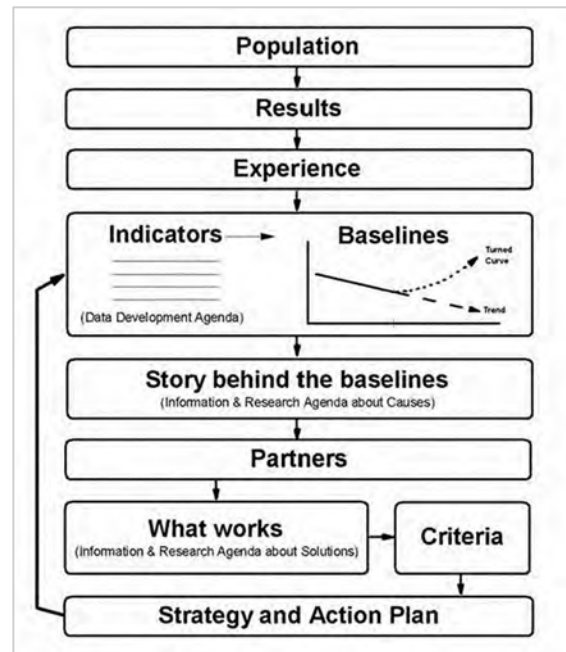 Population
Results
Experience
Indicators
Baselines
Turned
Curve
Trend
(Data Development Agenda)
Story behind the baselines
(Information & Research Agenda about Causes)
Partners
What works
(Information & Research Agenda about Solutions)
Criteria
Strategy and Action Plan